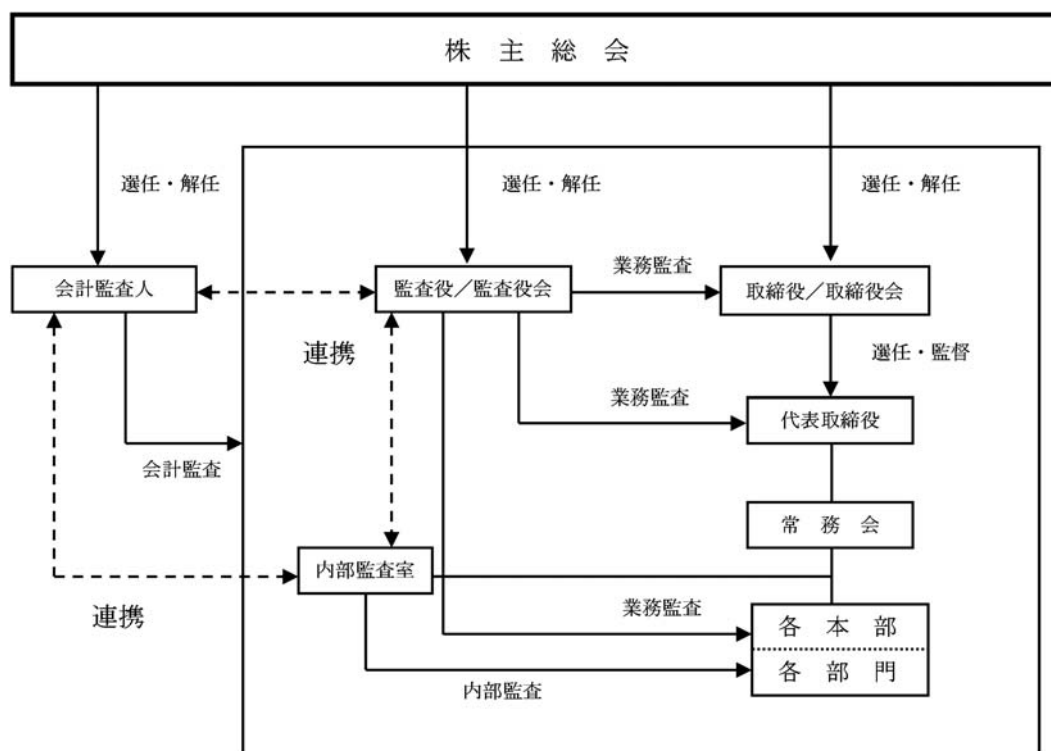 株 主 総 会
選任・解任
選任・解任
選任・解任
会計監査人
監査役／監査役会
業務監査
取締役／取締役会
連携
選任・監督
業務監査
代表取締役
会計監査
常 務 会
内部監査室
連携
業務監査
各 本 部
各 部 門
内部監査